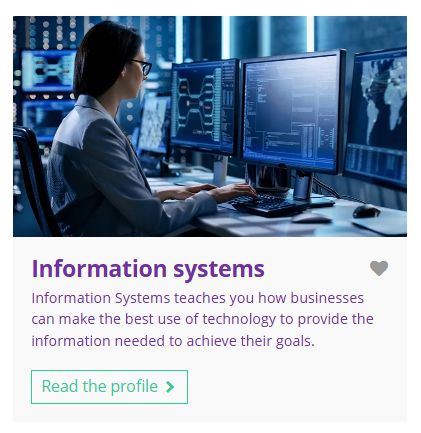 Information systems
Information Systems teaches you how businesses
can make the best use of technology to provide the
information needed to achieve their goals.
Read the profile